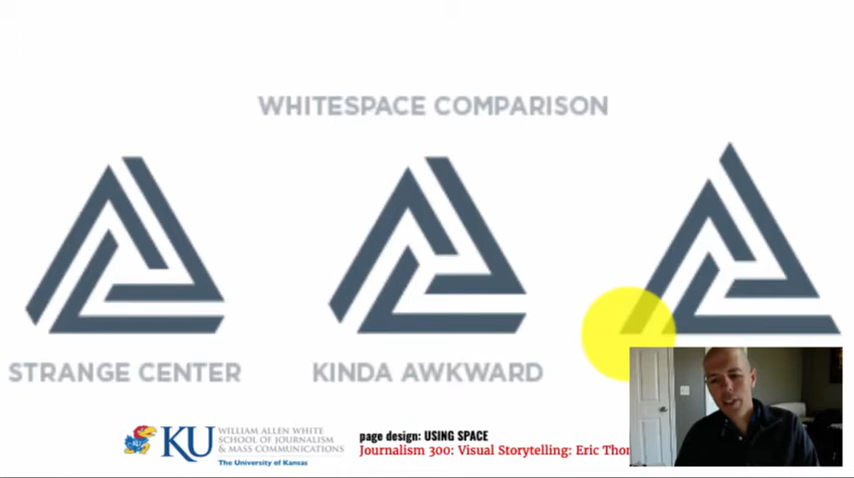 WHITESPACE COMPARISON
STRANGE CENTER
KINDA AWKWARD
KU
WILLIAM ALLEN WHITE
SCHOOL OF JOURNALISM
& MASS COMMUNICATIONS
The University of Kansas
page design: USING SPACE
Journalism 300: Visual Storytelling: Eric